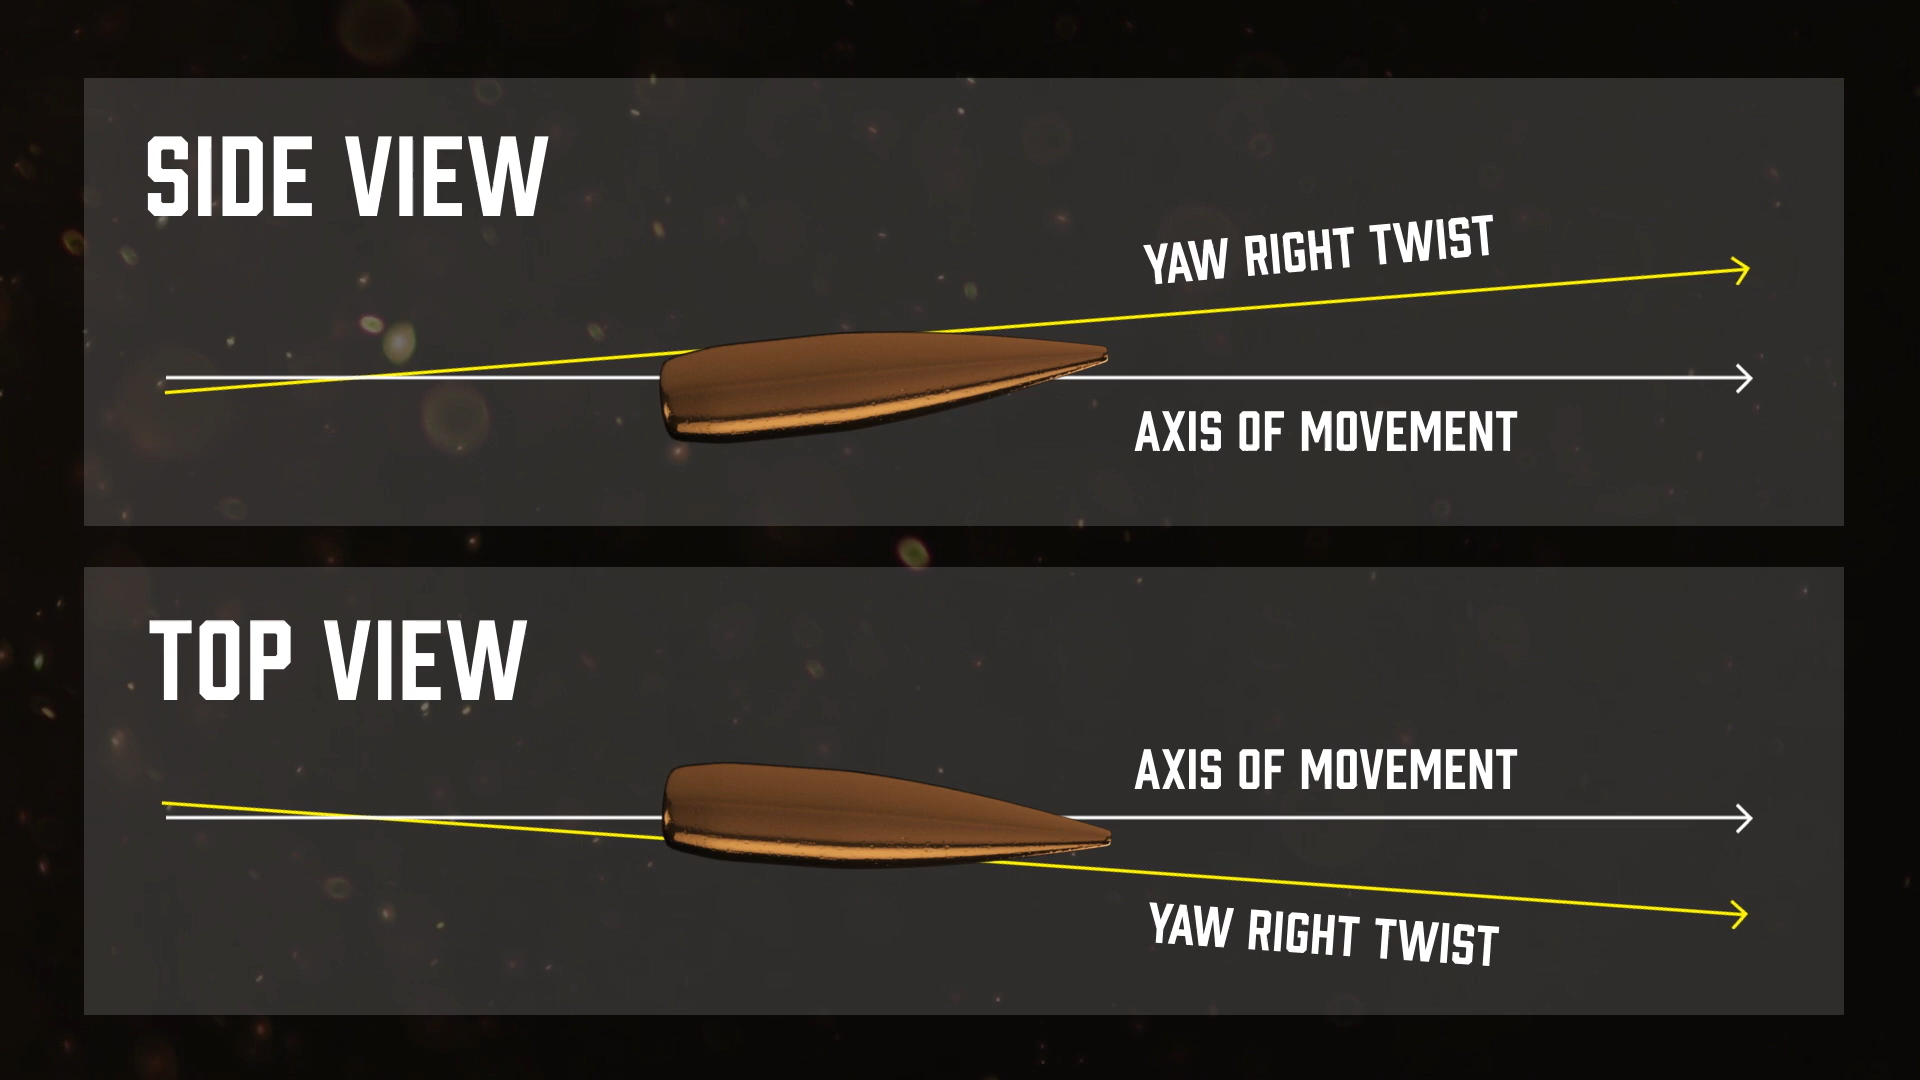 SIDE VIEW
YAW RIGHT TWIST
AXIS OF MOVEMENT
TOP VIEW
AXIS OF MOVEMENT
YAW RIGHT TWIST